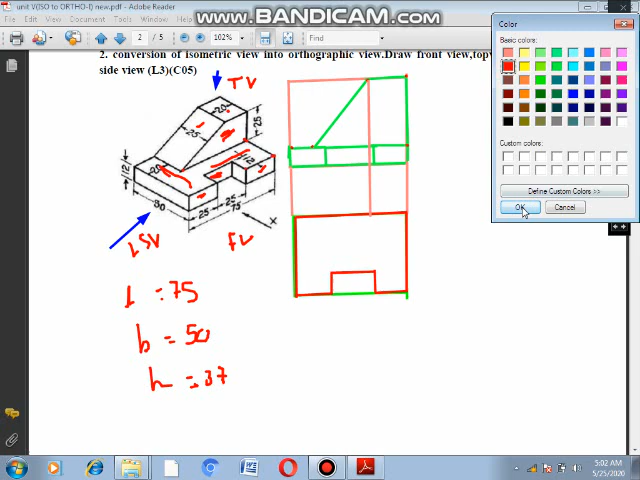 www.BANDICAM.com
unit V(ISO to ORTHO-I) new.pdf - Adobe Reader
File Edit View Document Tools Window
2 / 5
102%
Find
2. conversion of isometric view into orthographic view.Draw front view,top
side view (L3)(C05)
TV
20
25
25
12
20
12
30
25
25
75
X
LSV
FV
l = 75
b = 50
h = 37
Color
Basic colors:
Custom colors:
Define Custom Colors >>
OK
Cancel
5:02 AM
5/25/2020